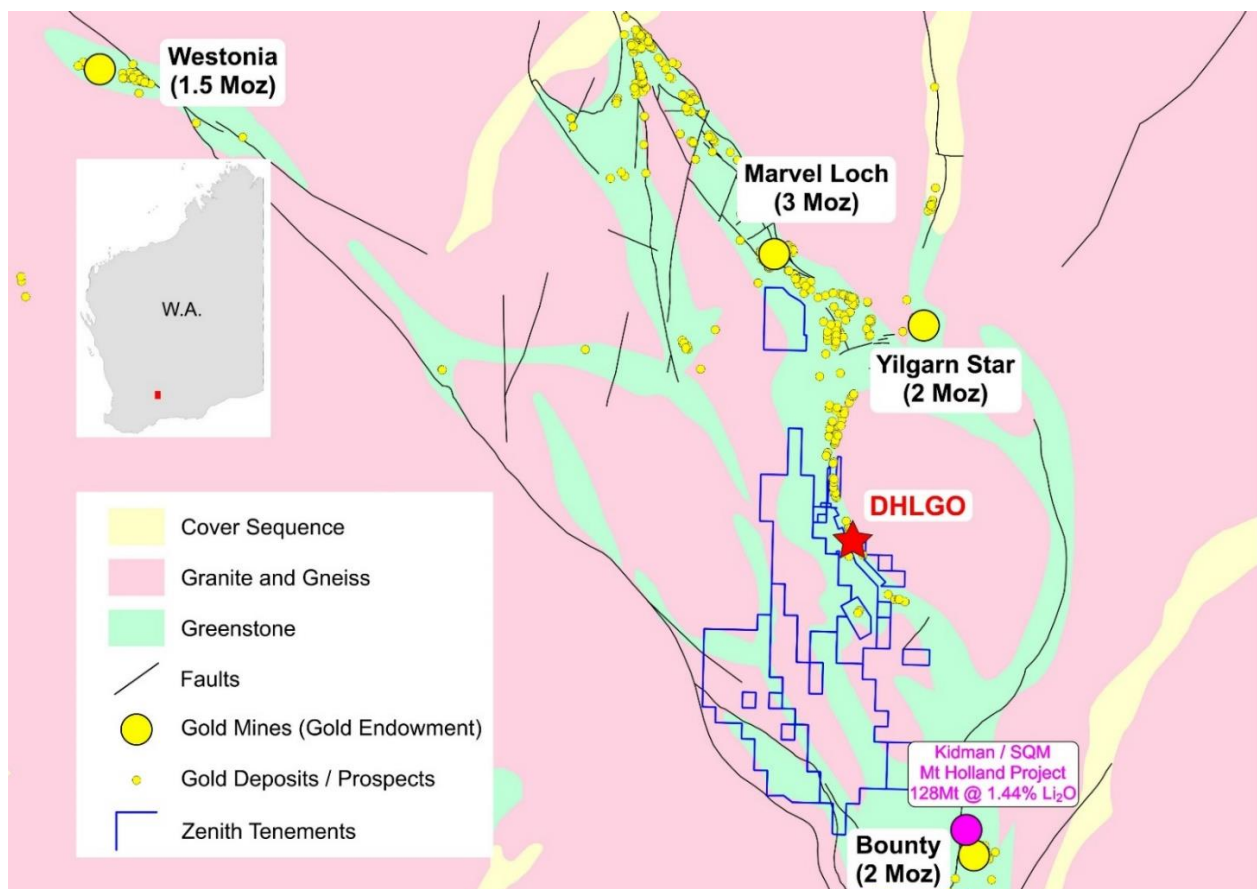 Westonia
(1.5 Moz)
Marvel Loch
(3 Moz)
W.A.
Yilgarn Star
(2 Moz)
DHLGO
Cover Sequence
Granite and Gneiss
Greenstone
Faults
Gold Mines (Gold Endowment)
Gold Deposits / Prospects
Zenith Tenements
Kidman / SQM
Mt Holland Project
128Mt @ 1.44% Li₂O
Bounty
(2 Moz)